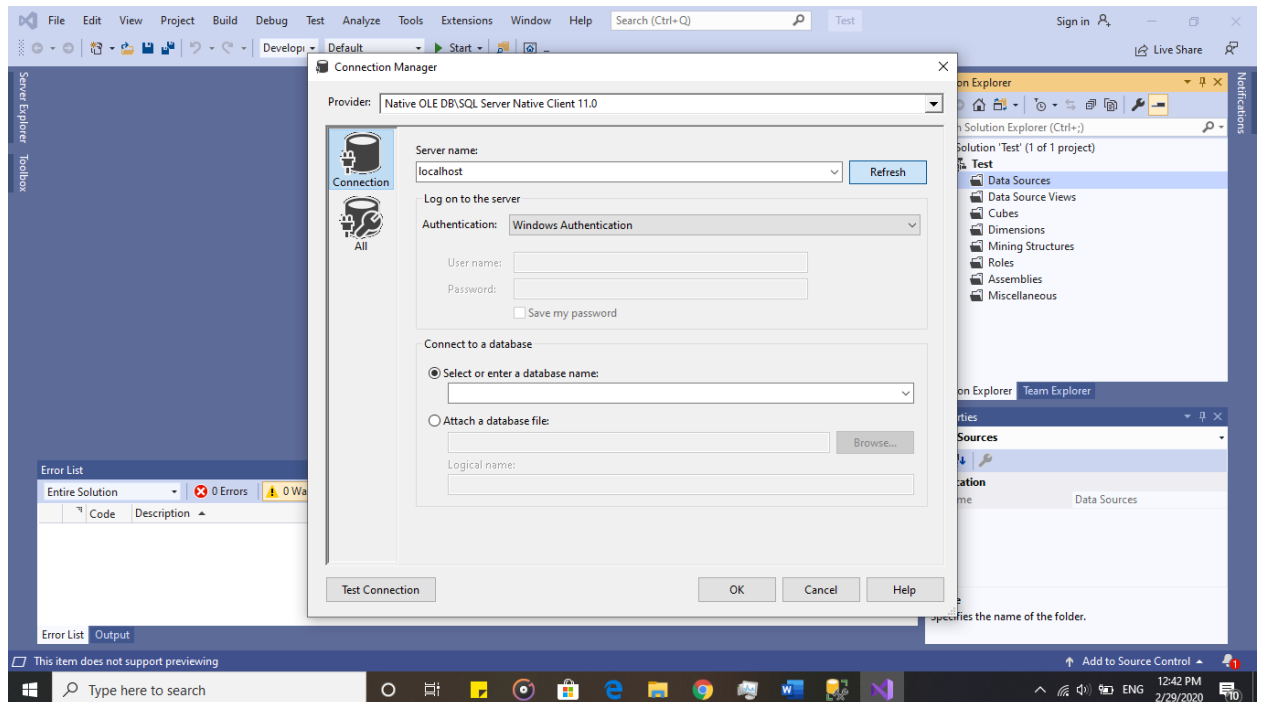 File Edit View Project Build Debug Test Analyze Tools Extensions Window Help Search (Ctrl+Q) Test Sign in
Develop Default Start Live Share
Server Explorer
Toolbox
Connection Manager
Provider: Native OLE DB\SQL Server Native Client 11.0
Connection
All
Server name:
localhost Refresh
Log on to the server
Authentication: Windows Authentication
User name:
Password:
Save my password
Connect to a database
Select or enter a database name:
Attach a database file:
Browse...
Logical name:
Test Connection OK Cancel Help
on Explorer
n Solution Explorer (Ctrl+;)
Solution 'Test' (1 of 1 project)
Test
Data Sources
Data Source Views
Cubes
Dimensions
Mining Structures
Roles
Assemblies
Miscellaneous
on Explorer Team Explorer
Notifications
rties
Sources
cation
me Data Sources
e
Specifies the name of the folder.
Error List
Entire Solution 0 Errors 0 Wa
Code Description
Error List Output
This item does not support previewing Add to Source Control 1
Type here to search ENG 12:42 PM
2/29/2020 10